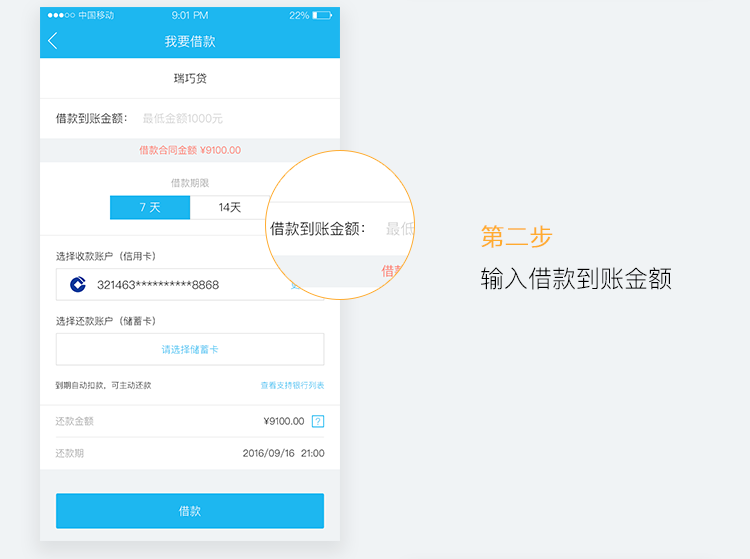 中国移动 9:01 PM 22%
我要借款
瑞巧贷
借款到账金额： 最低金额1000元
借款合同金额 ¥9100.00
借款期限
7 天 14天
借款到账金额： 最低
选择收款账户（信用卡）
321463**********8868
选择还款账户（储蓄卡）
请选择储蓄卡
到期自动扣款，可主动还款 查看支持银行列表
还款金额 ¥9100.00 ?
还款期 2016/09/16 21:00
借款
第二步
输入借款到账金额